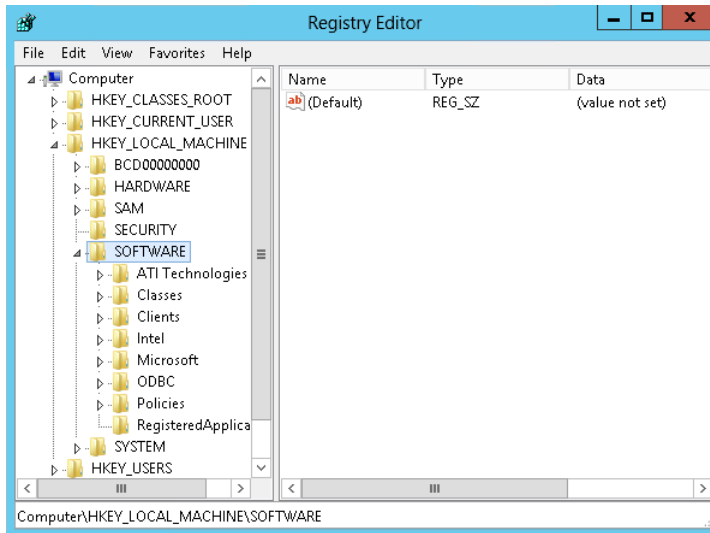 Registry Editor
File Edit View Favorites Help
Computer
HKEY_CLASSES_ROOT
HKEY_CURRENT_USER
HKEY_LOCAL_MACHINE
BCD00000000
HARDWARE
SAM
SECURITY
SOFTWARE
ATI Technologies
Classes
Clients
Intel
Microsoft
ODBC
Policies
RegisteredApplica
SYSTEM
HKEY_USERS
Name Type Data
ab (Default) REG_SZ (value not set)
Computer\HKEY_LOCAL_MACHINE\SOFTWARE